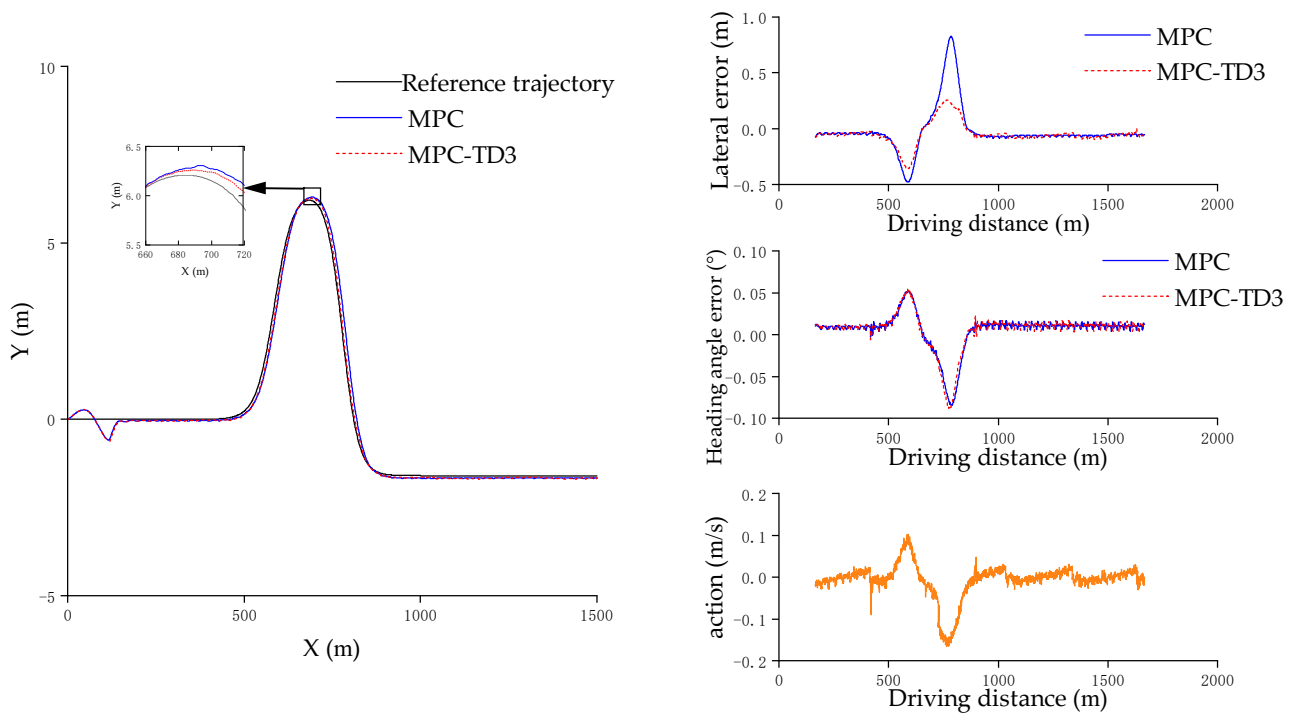 10
5
0
-5
Y (m)
0
500
1000
1500
X (m)
Reference trajectory
MPC
MPC-TD3
6.5
6.0
5.5
Y (m)
660
680
700
720
X (m)
1.0
0.5
0.0
-0.5
Lateral error (m)
MPC
MPC-TD3
0
500
1000
1500
2000
Driving distance (m)
0.10
0.05
0.00
-0.05
-0.10
Heading angle error (°)
MPC
MPC-TD3
0
500
1000
1500
2000
Driving distance (m)
0.2
0.1
0.0
-0.1
-0.2
action (m/s)
0
500
1000
1500
2000
Driving distance (m)